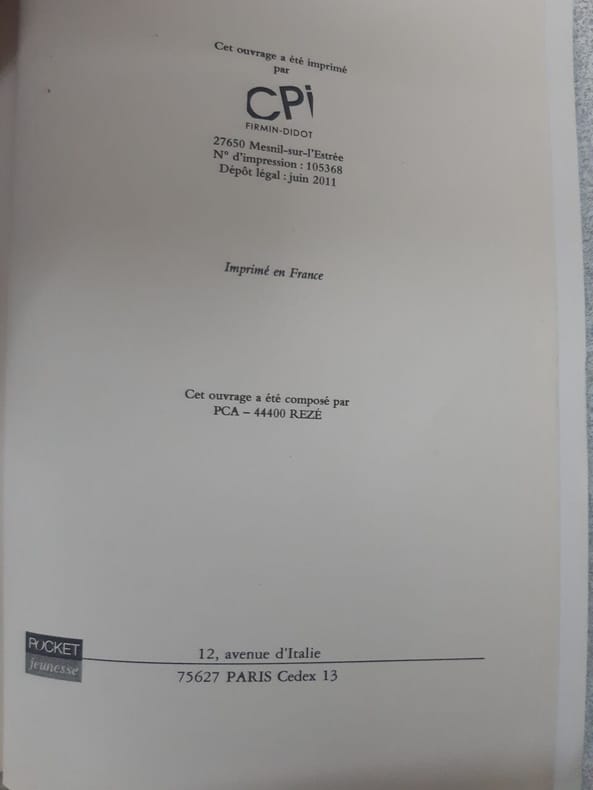 Cet ouvrage a été imprimé
par
CPi
FIRMIN-DIDOT
27650 Mesnil-sur-l'Estrée
N° d'impression : 105368
Dépôt légal : juin 2011
Imprimé en France
Cet ouvrage a été composé par
PCA – 44400 REZÉ
POCKET
jeunesse
12, avenue d'Italie
75627 PARIS Cedex 13